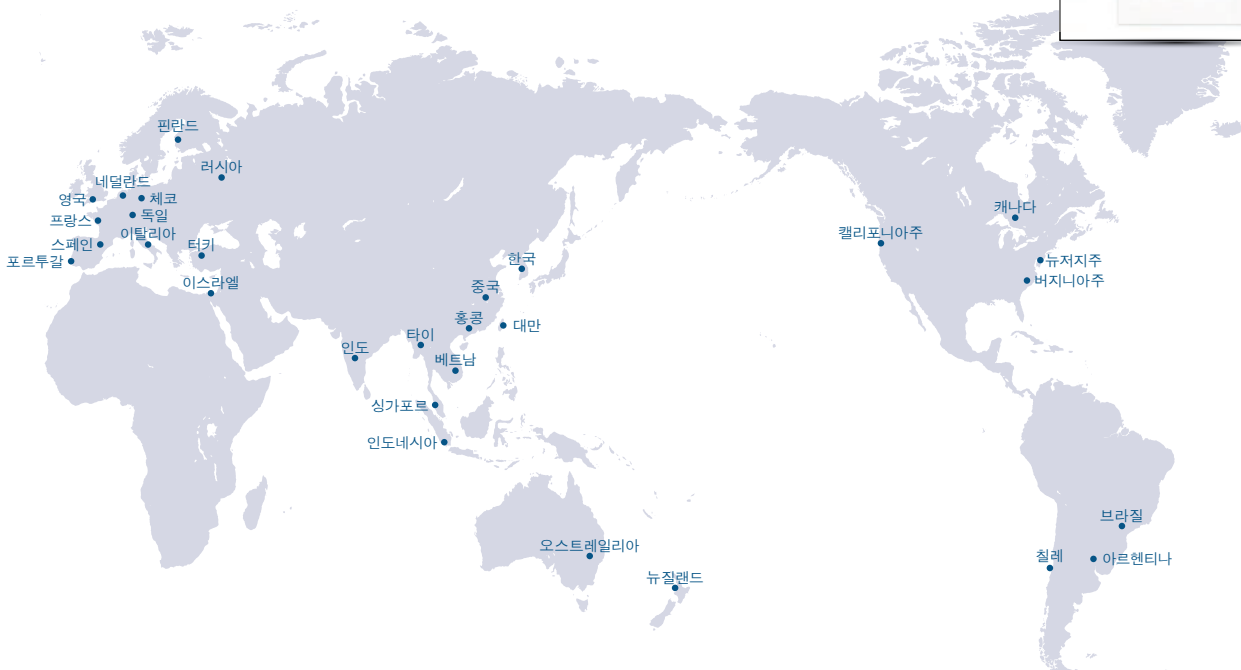 핀란드
러시아
네덜란드
영국
체코
프랑스
독일
이탈리아
스페인
터키
포르투갈
이스라엘
한국
중국
홍콩
대만
타이
인도
베트남
싱가포르
인도네시아
오스트레일리아
뉴질랜드
캐나다
캘리포니아주
뉴저지주
버지니아주
브라질
칠레
아르헨티나